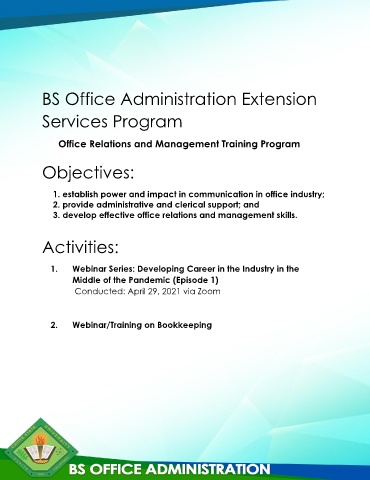 BS Office Administration Extension
Services Program
Office Relations and Management Training Program
Objectives:
1. establish power and impact in communication in office industry;
2. provide administrative and clerical support; and
3. develop effective office relations and management skills.
Activities:
1. Webinar Series: Developing Career in the Industry in the
Middle of the Pandemic (Episode 1)
Conducted: April 29, 2021 via Zoom
2. Webinar/Training on Bookkeeping
BS OFFICE ADMINISTRATION